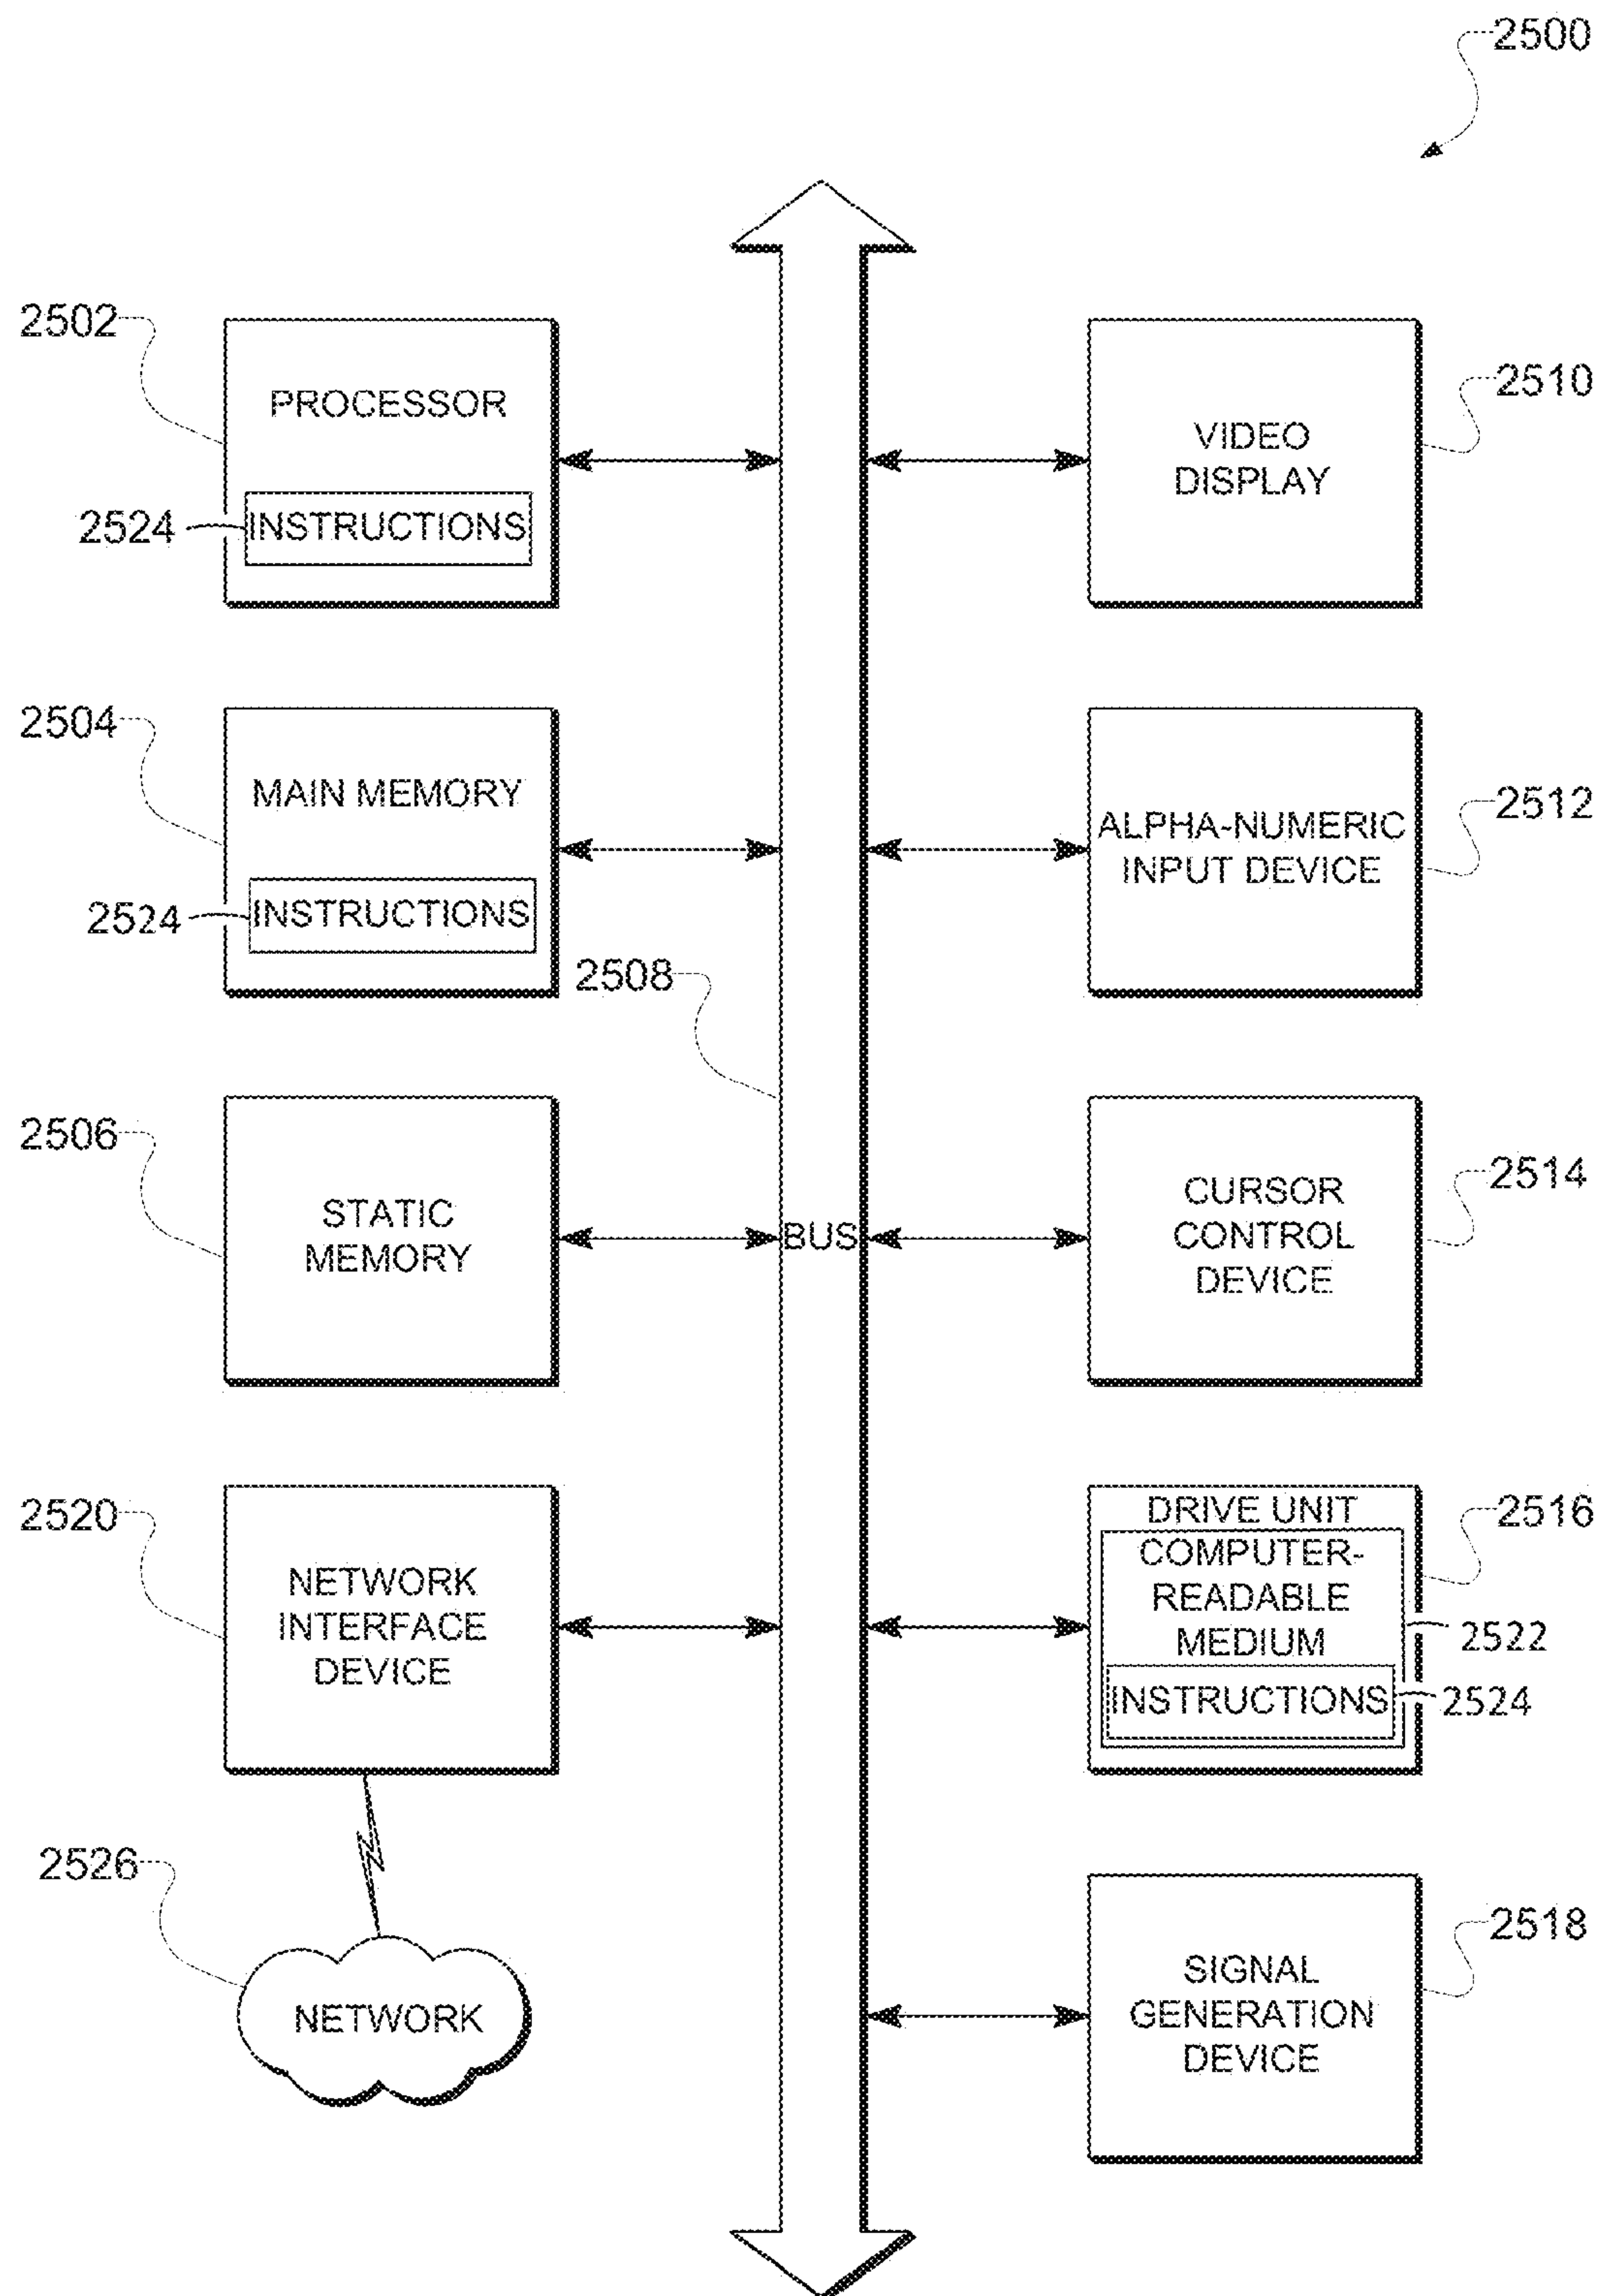 2500
2502
PROCESSOR
2524
INSTRUCTIONS
2510
VIDEO
DISPLAY
2504
MAIN MEMORY
2524
INSTRUCTIONS
2512
ALPHA-NUMERIC
INPUT DEVICE
2508
2506
STATIC
MEMORY
BUS
2514
CURSOR
CONTROL
DEVICE
2520
NETWORK
INTERFACE
DEVICE
2516
DRIVE UNIT
COMPUTER-
READABLE
MEDIUM
2522
INSTRUCTIONS
2524
2526
NETWORK
2518
SIGNAL
GENERATION
DEVICE